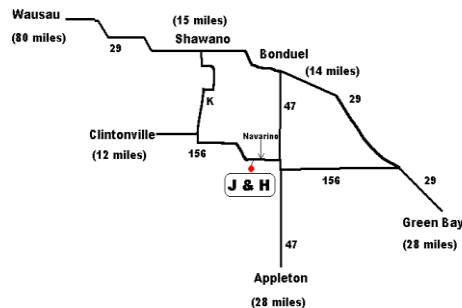 Wausau
(80 miles)
29
(15 miles)
Shawano
Bonduel
(14 miles)
29
K
47
Clintonville
(12 miles)
156
Navarino
J & H
156
29
Green Bay
(28 miles)
47
Appleton
(28 miles)